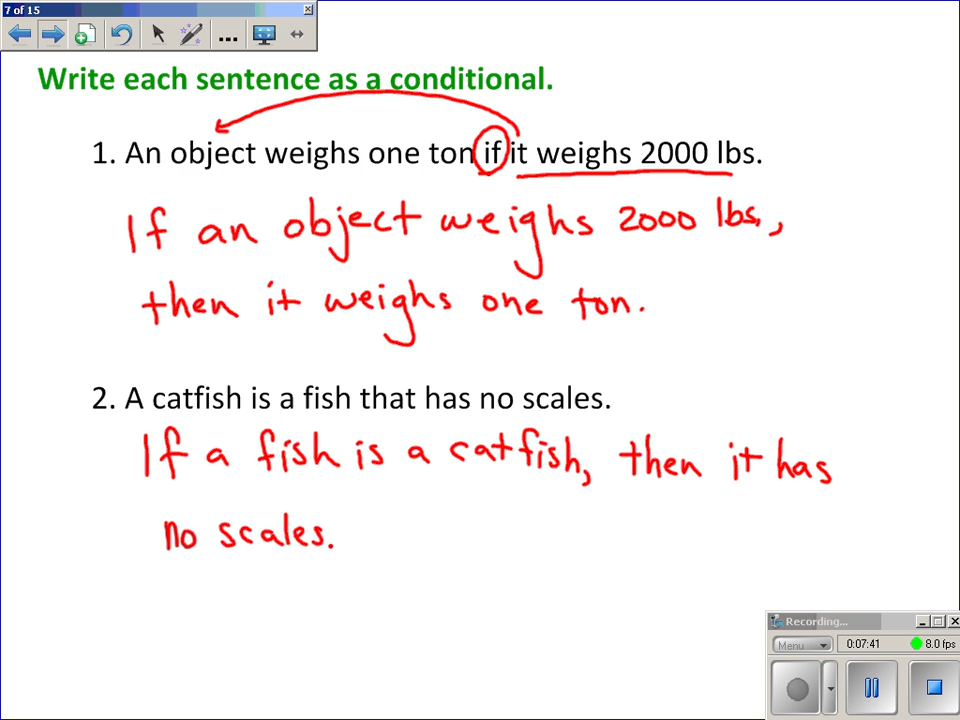 7 of 15
...
Write each sentence as a conditional.
1. An object weighs one ton if it weighs 2000 lbs.
If an object weighs 2000 lbs.,
then it weighs one ton.
2. A catfish is a fish that has no scales.
If a fish is a catfish, then it has
no scales.
Recording...
Menu 0:07:41 8.0 fps